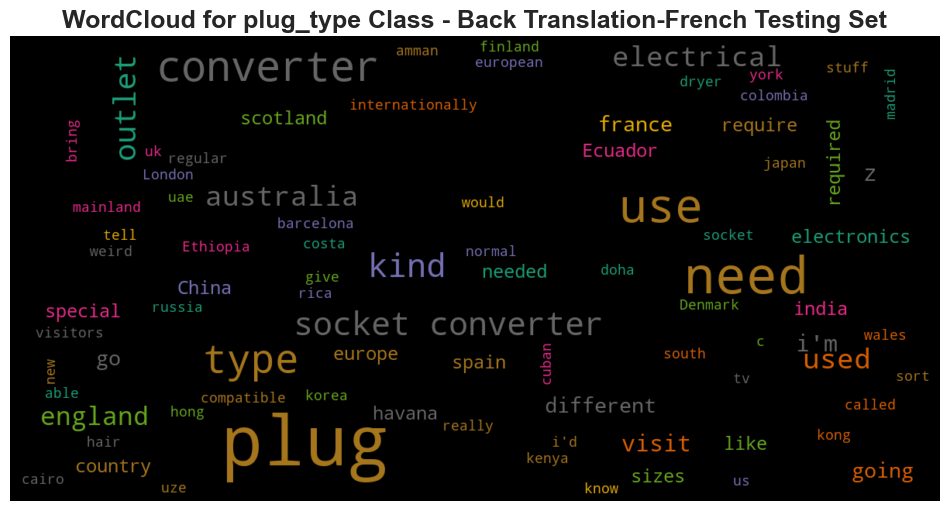 WordCloud for plug_type Class - Back Translation-French Testing Set
amman
finland
european
electrical
converter
outlet
dryer
york
stuff
madrid
colombia
internationally
scotland
france
require
required
bring
uk
regular
Ecuador
japan
z
London
uae
australia
mainland
would
use
barcelona
tell
weird
Ethiopia
costa
normal
socket
electronics
kind
needed
doha
need
China
give
rica
russia
special
Denmark
india
visitors
socket converter
c
i'm
wales
go
type
europe
spain
cuban
south
used
new
tv
sort
able
compatible
korea
england
hong
havana
different
called
hair
plug
really
i'd
visit
like
kong
country
kenya
cairo
sizes
us
going
uze
know